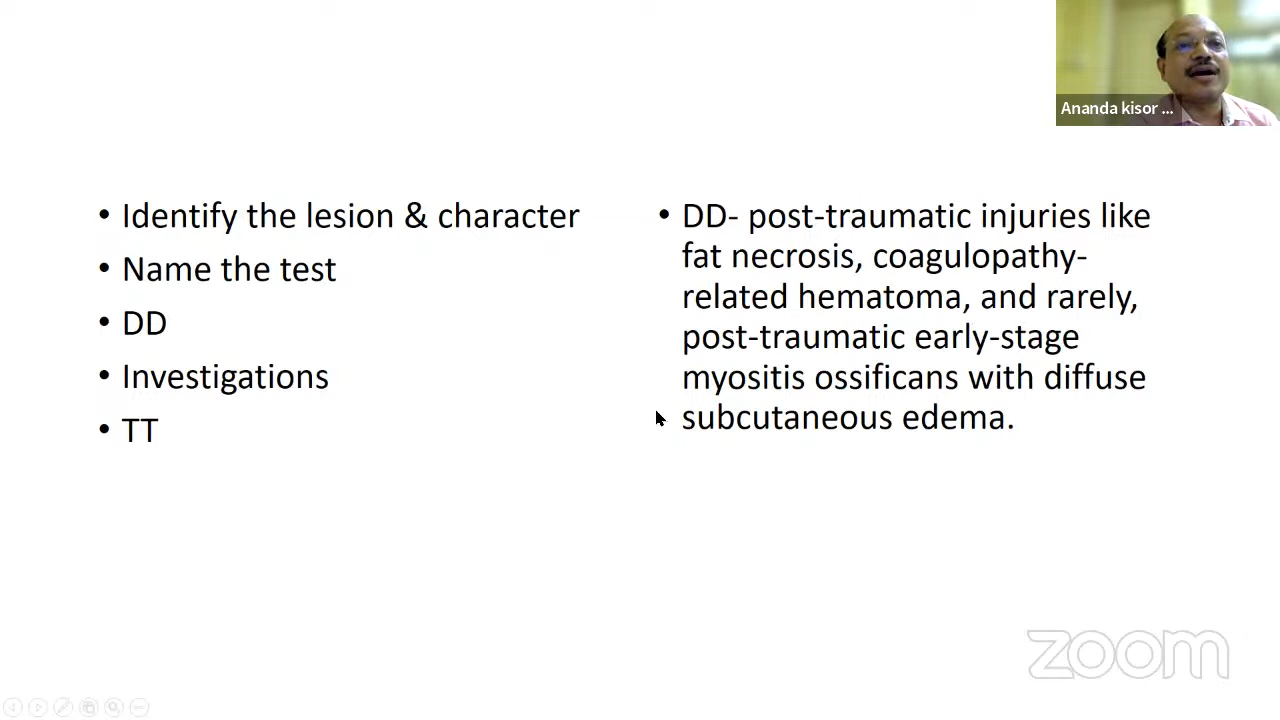 Ananda kisor ...
• Identify the lesion & character
• Name the test
• DD
• Investigations
• TT
• DD- post-traumatic injuries like
fat necrosis, coagulopathy-
related hematoma, and rarely,
post-traumatic early-stage
myositis ossificans with diffuse
subcutaneous edema.
zoom